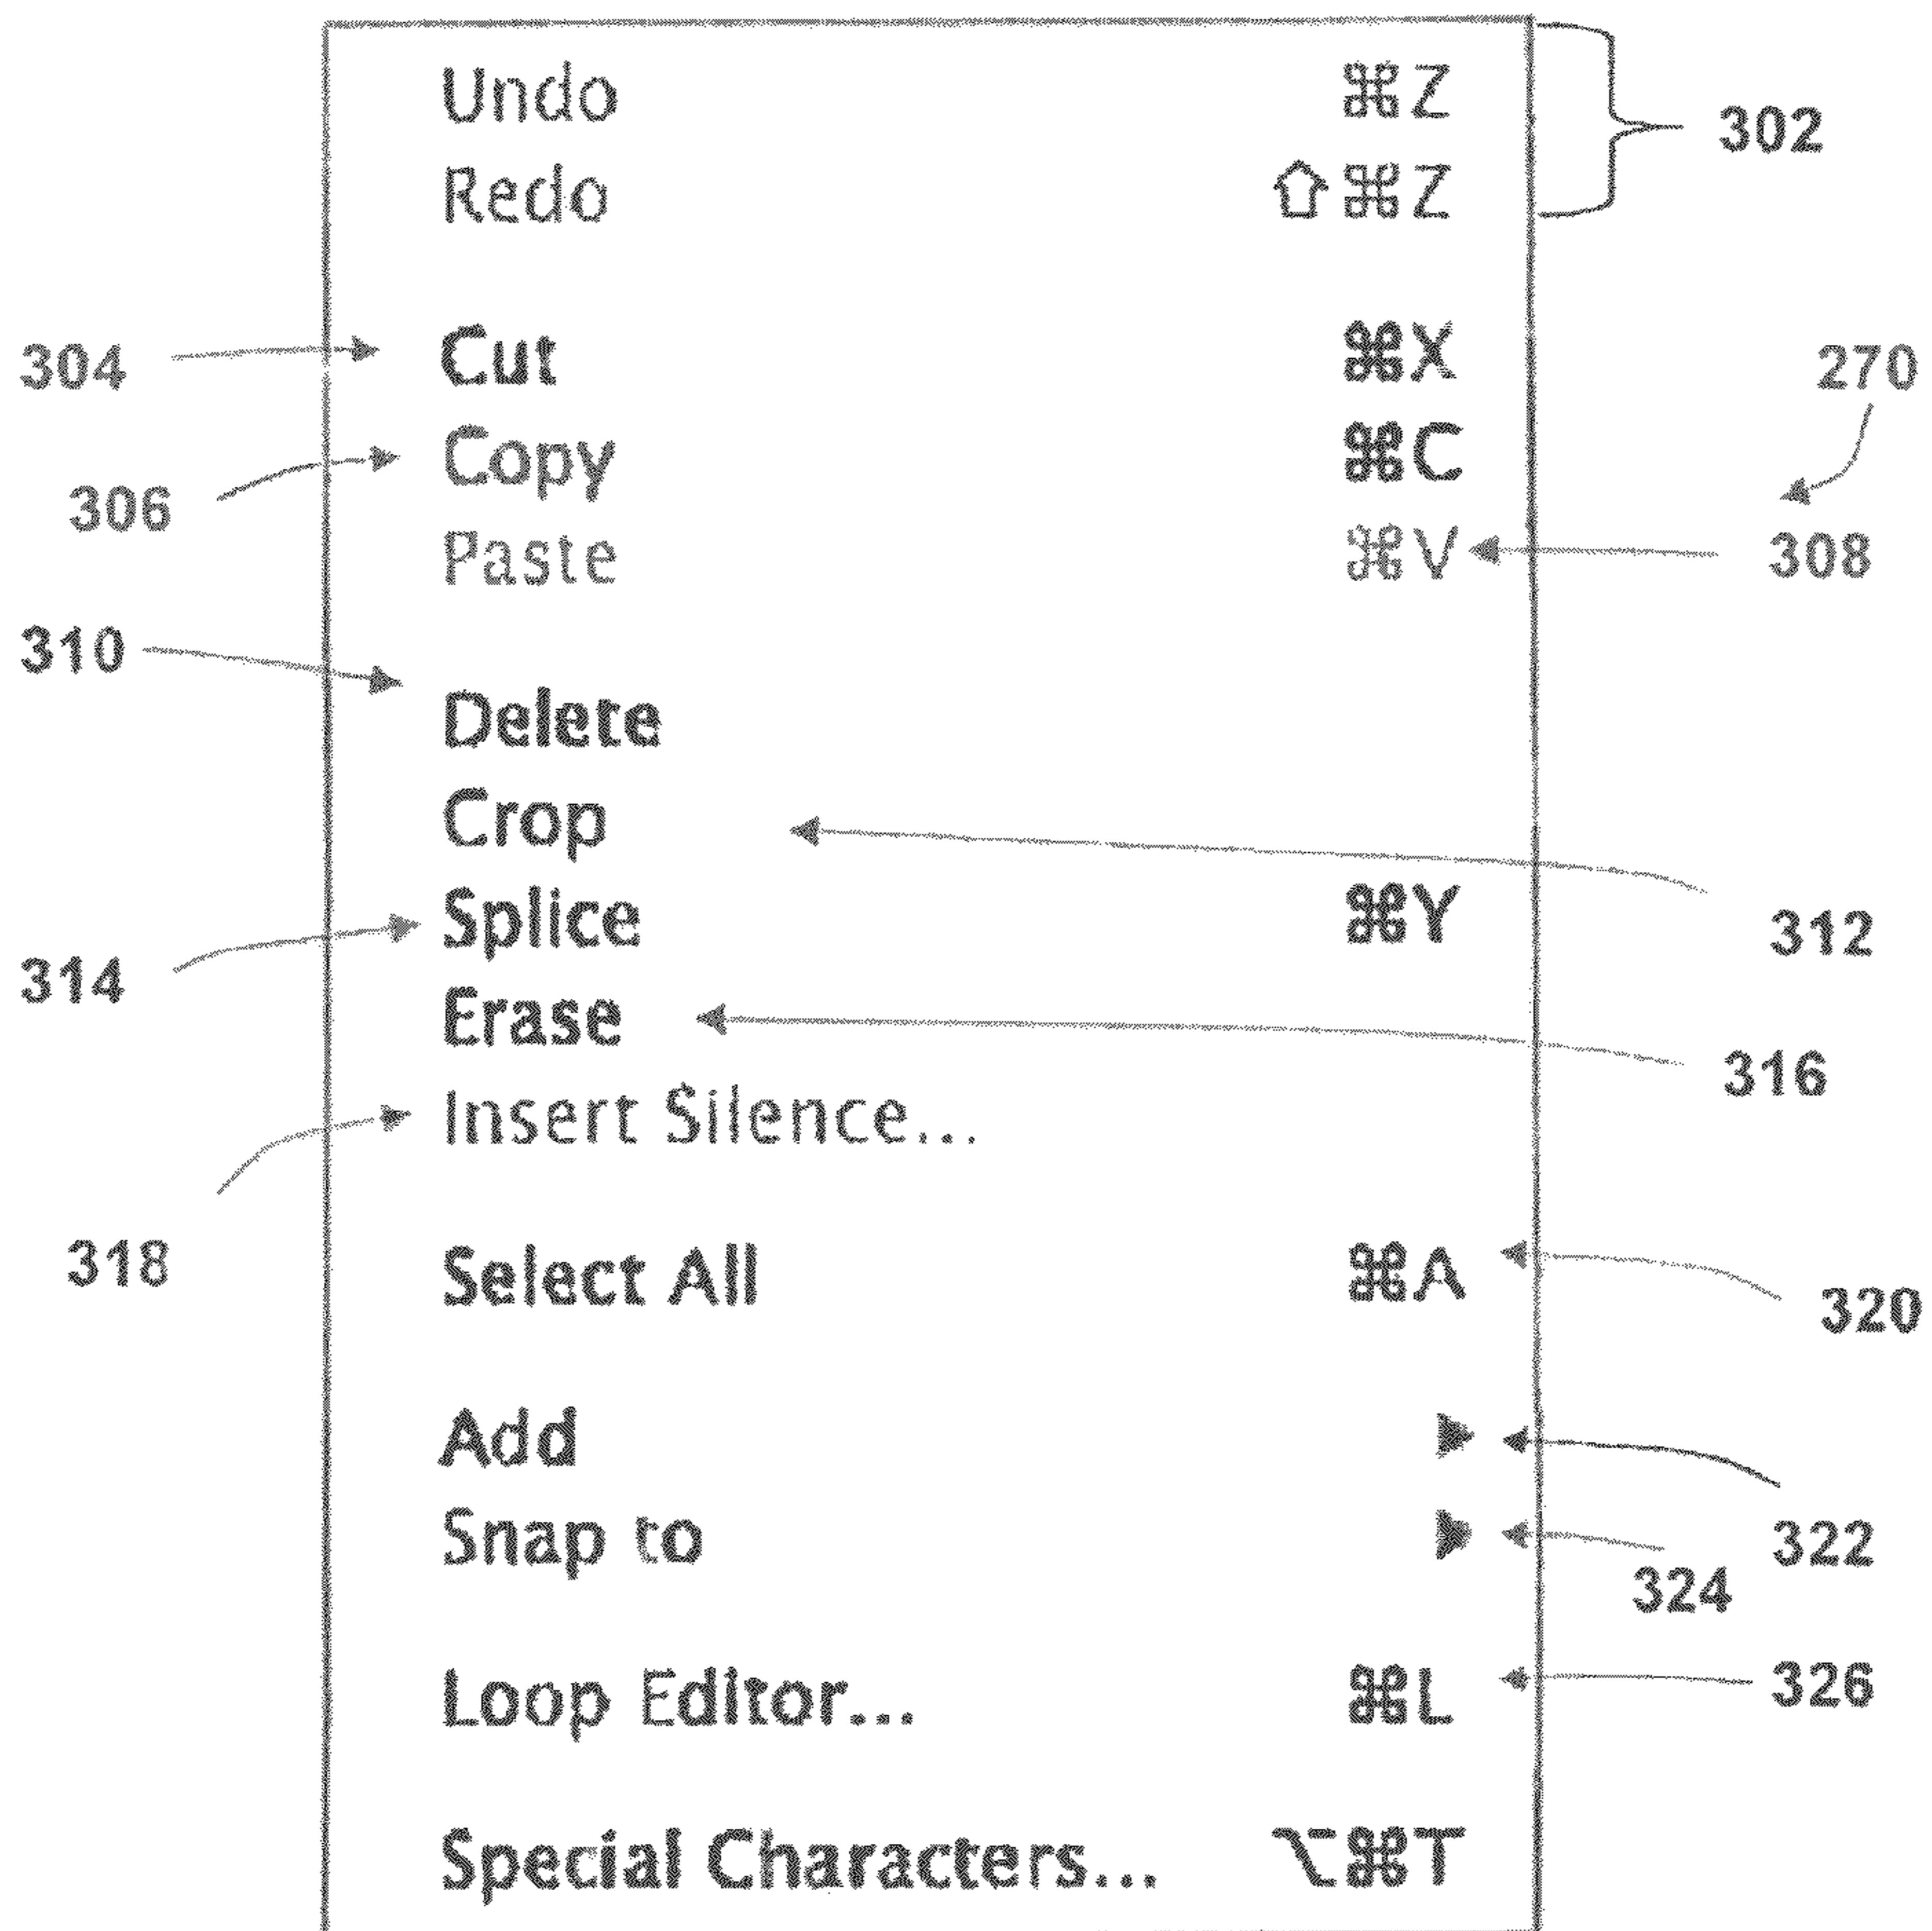 Undo ⌘Z
302
Redo ⇧⌘Z
304 Cut ⌘X 270
306 Copy ⌘C
Paste ⌘V 308
310
Delete
Crop
312
314 Splice ⌘Y
Erase
316
318 Insert Silence...
Select All ⌘A 320
Add ▶ 322
Snap to ▶ 324
Loop Editor... ⌘L 326
Special Characters... ⌥⌘T